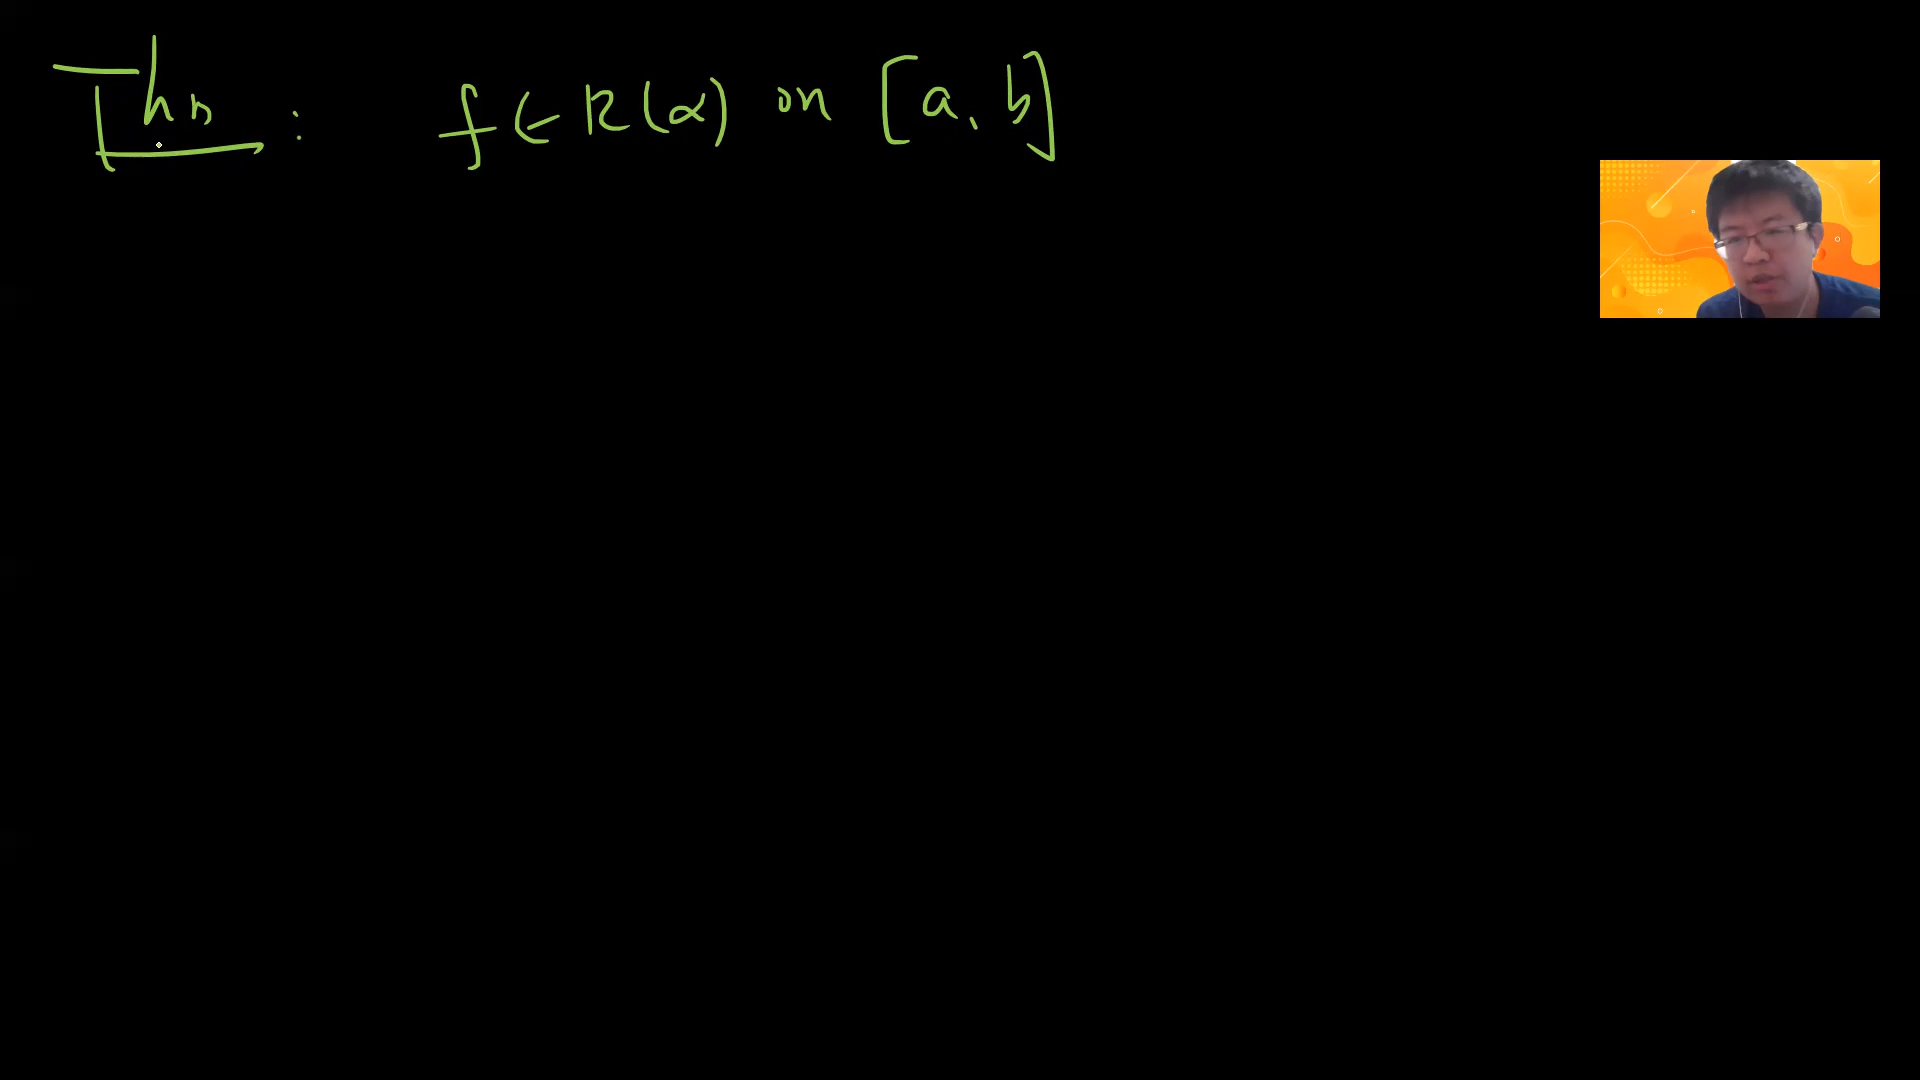 Thm: f ∈ R(α) on [a, b]